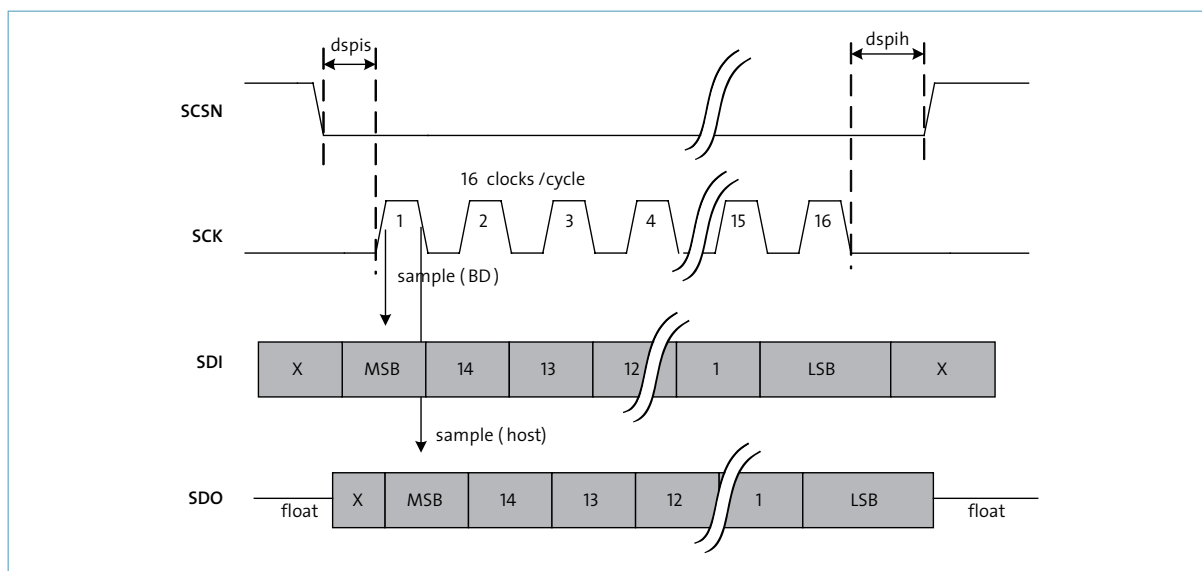 dspis
dspih
SCSN
16 clocks /cycle
1 2 3 4 15 16
SCK
sample ( BD )
SDI X MSB 14 13 12 1 LSB X
sample ( host)
SDO X MSB 14 13 12 1 LSB
float
float